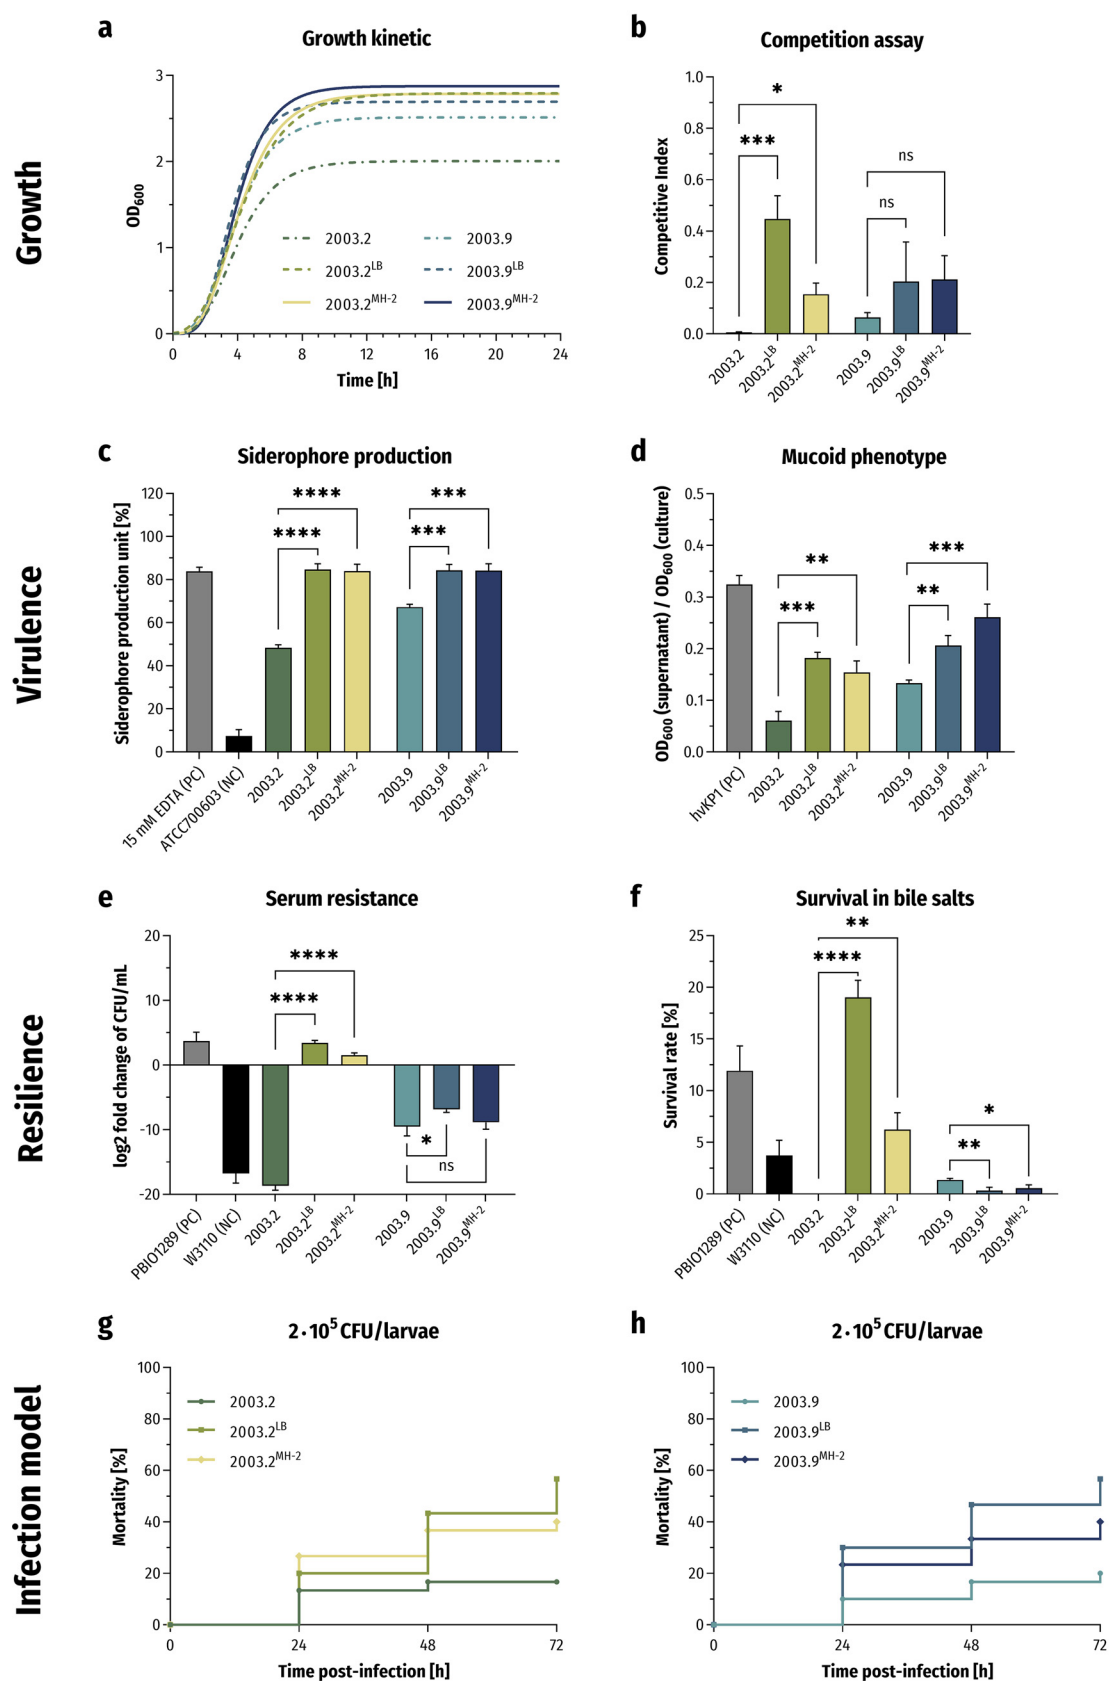 Growth
a
Growth kinetic
OD600
3
2
1
0
0 4 8 12 16 20 24
Time [h]
2003.2
2003.2LB
2003.2MH-2
2003.9
2003.9LB
2003.9MH-2
b
Competition assay
Competitive Index
1.0
0.8
0.6
0.4
0.2
0.0
*
***
ns
ns
2003.2
2003.2LB
2003.2MH-2
2003.9
2003.9LB
2003.9MH-2
Virulence
c
Siderophore production
Siderophore production unit [%]
120
100
80
60
40
20
0
****
****
***
***
15 mM EDTA (PC)
ATCC700603 (NC)
2003.2
2003.2LB
2003.2MH-2
2003.9
2003.9LB
2003.9MH-2
d
Mucoid phenotype
OD600 (supernatant) / OD600 (culture)
0.5
0.4
0.3
0.2
0.1
0.0
**
***
***
**
hvKP1 (PC)
2003.2
2003.2LB
2003.2MH-2
2003.9
2003.9LB
2003.9MH-2
Resilience
e
Serum resistance
log2 fold change of CFU/mL
20
10
0
-10
-20
****
****
*
ns
PBIO1289 (PC)
W3110 (NC)
2003.2
2003.2LB
2003.2MH-2
2003.9
2003.9LB
2003.9MH-2
f
Survival in bile salts
Survival rate [%]
25
20
15
10
5
0
**
****
*
**
PBIO1289 (PC)
W3110 (NC)
2003.2
2003.2LB
2003.2MH-2
2003.9
2003.9LB
2003.9MH-2
Infection model
g
2·10⁵ CFU/larvae
Mortality [%]
100
80
60
40
20
0
2003.2
2003.2LB
2003.2MH-2
0 24 48 72
Time post-infection [h]
h
2·10⁵ CFU/larvae
Mortality [%]
100
80
60
40
20
0
2003.9
2003.9LB
2003.9MH-2
0 24 48 72
Time post-infection [h]